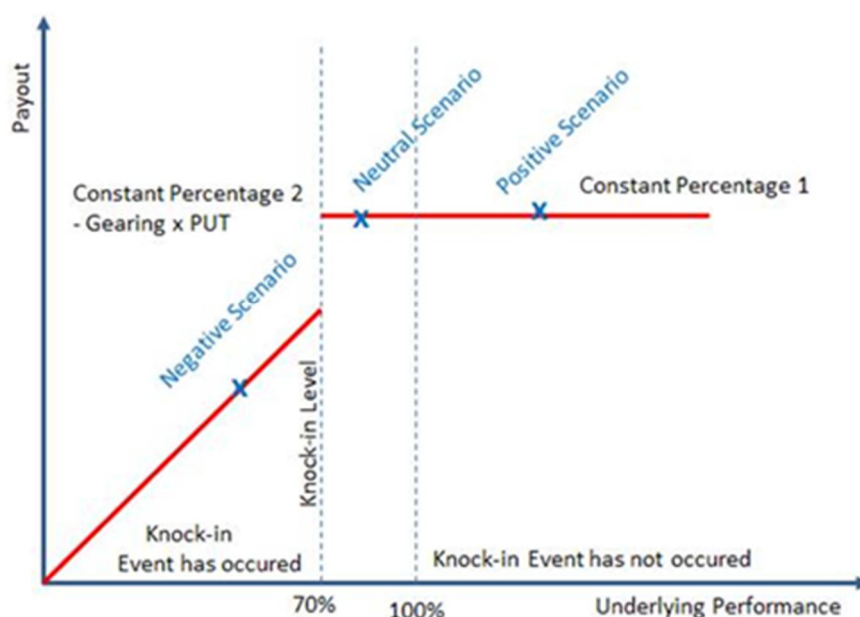 Payout
Neutral Scenario
Positive Scenario
Constant Percentage 2
- Gearing x PUT
Constant Percentage 1
Negative Scenario
X
X
X
Knock-in Level
Knock-in
Event has occured
Knock-in Event has not occured
70%
100%
Underlying Performance